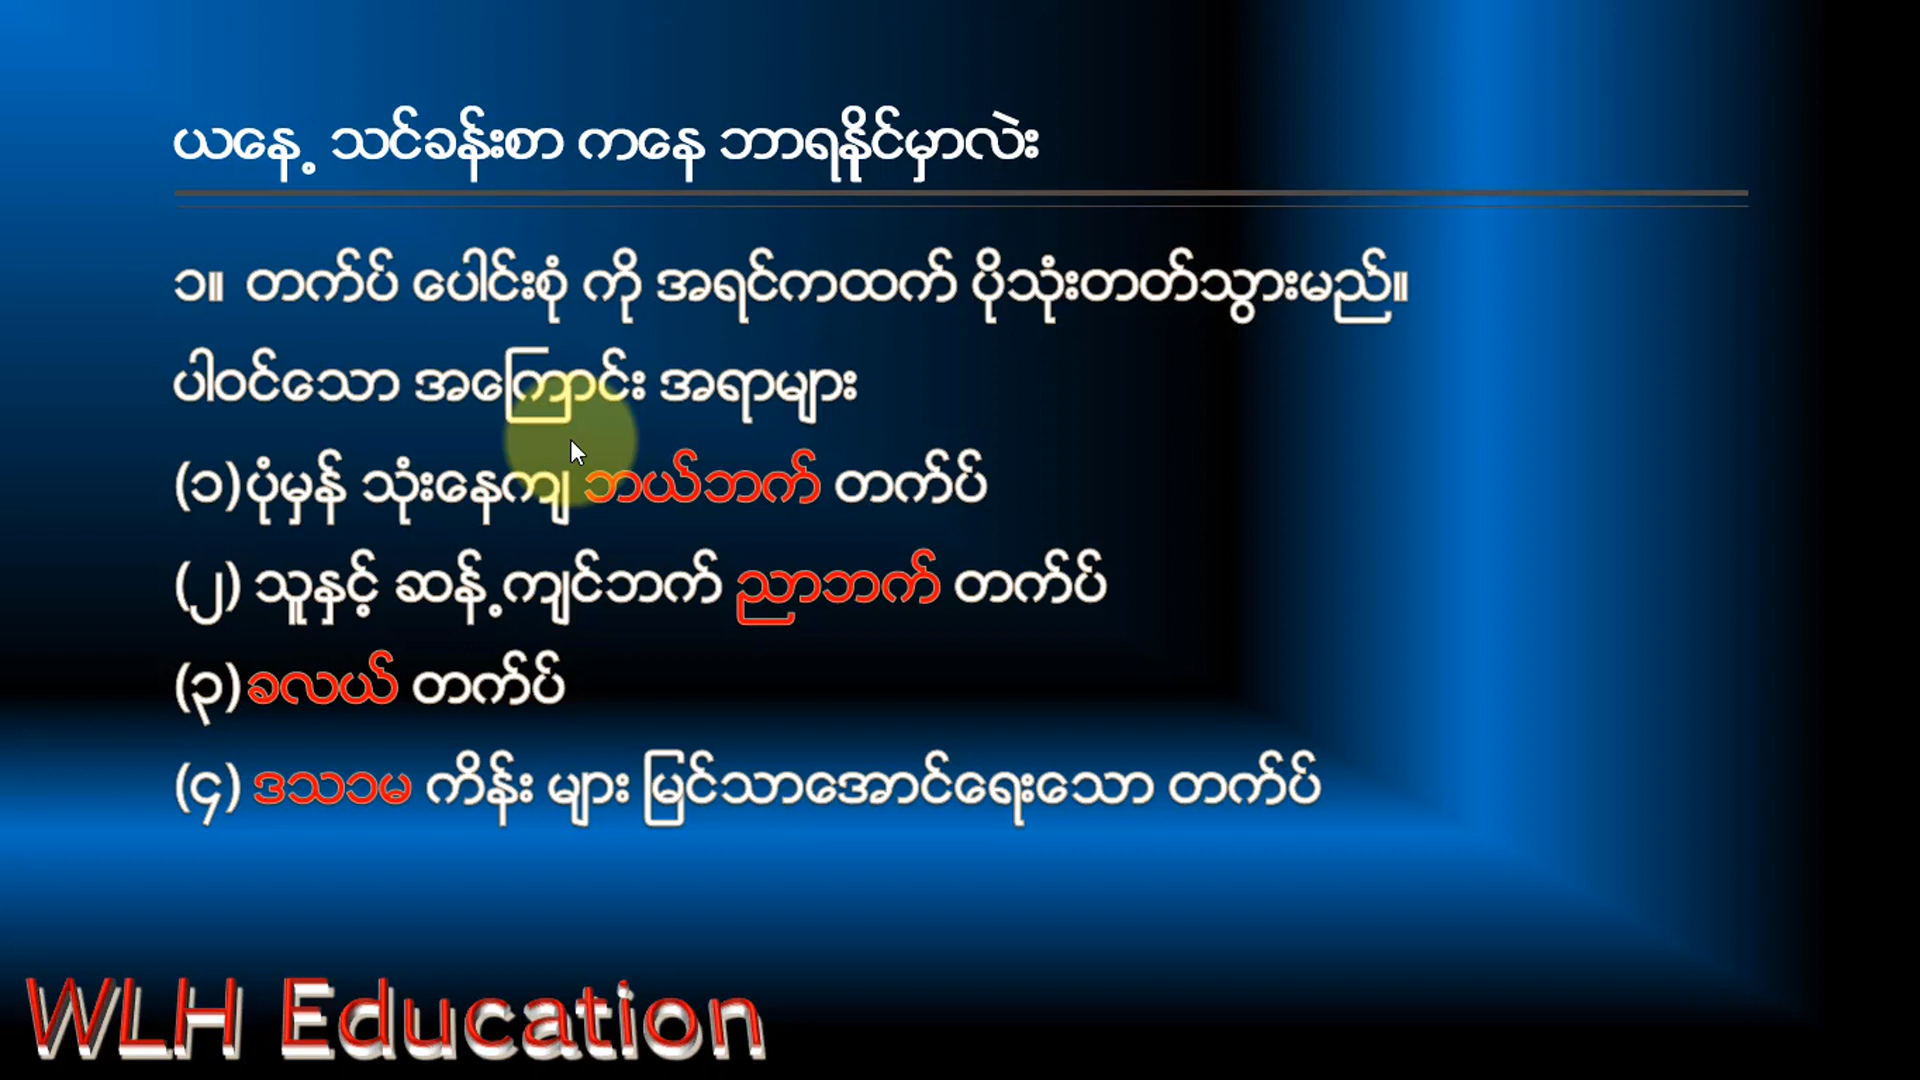 ယနေ့ သင်ခန်းစာ ကနေ ဘာရနိုင်မှာလဲး
၁။ တက်ပ် ပေါင်းစုံ ကို အရင်ကထက် ပိုသုံးတတ်သွားမည်။
ပါဝင်သော အကြောင်း အရာများ
(၁) ပုံမှန် သုံးနေကျ ဘယ်ဘက် တက်ပ်
(၂) သူနှင့် ဆန့်ကျင်ဘက် ညာဘက် တက်ပ်
(၃) ခလယ် တက်ပ်
(၄) ဒသ၁မ ကိန်း များ မြင်သာအောင်ရေးသော တက်ပ်
WLH Education